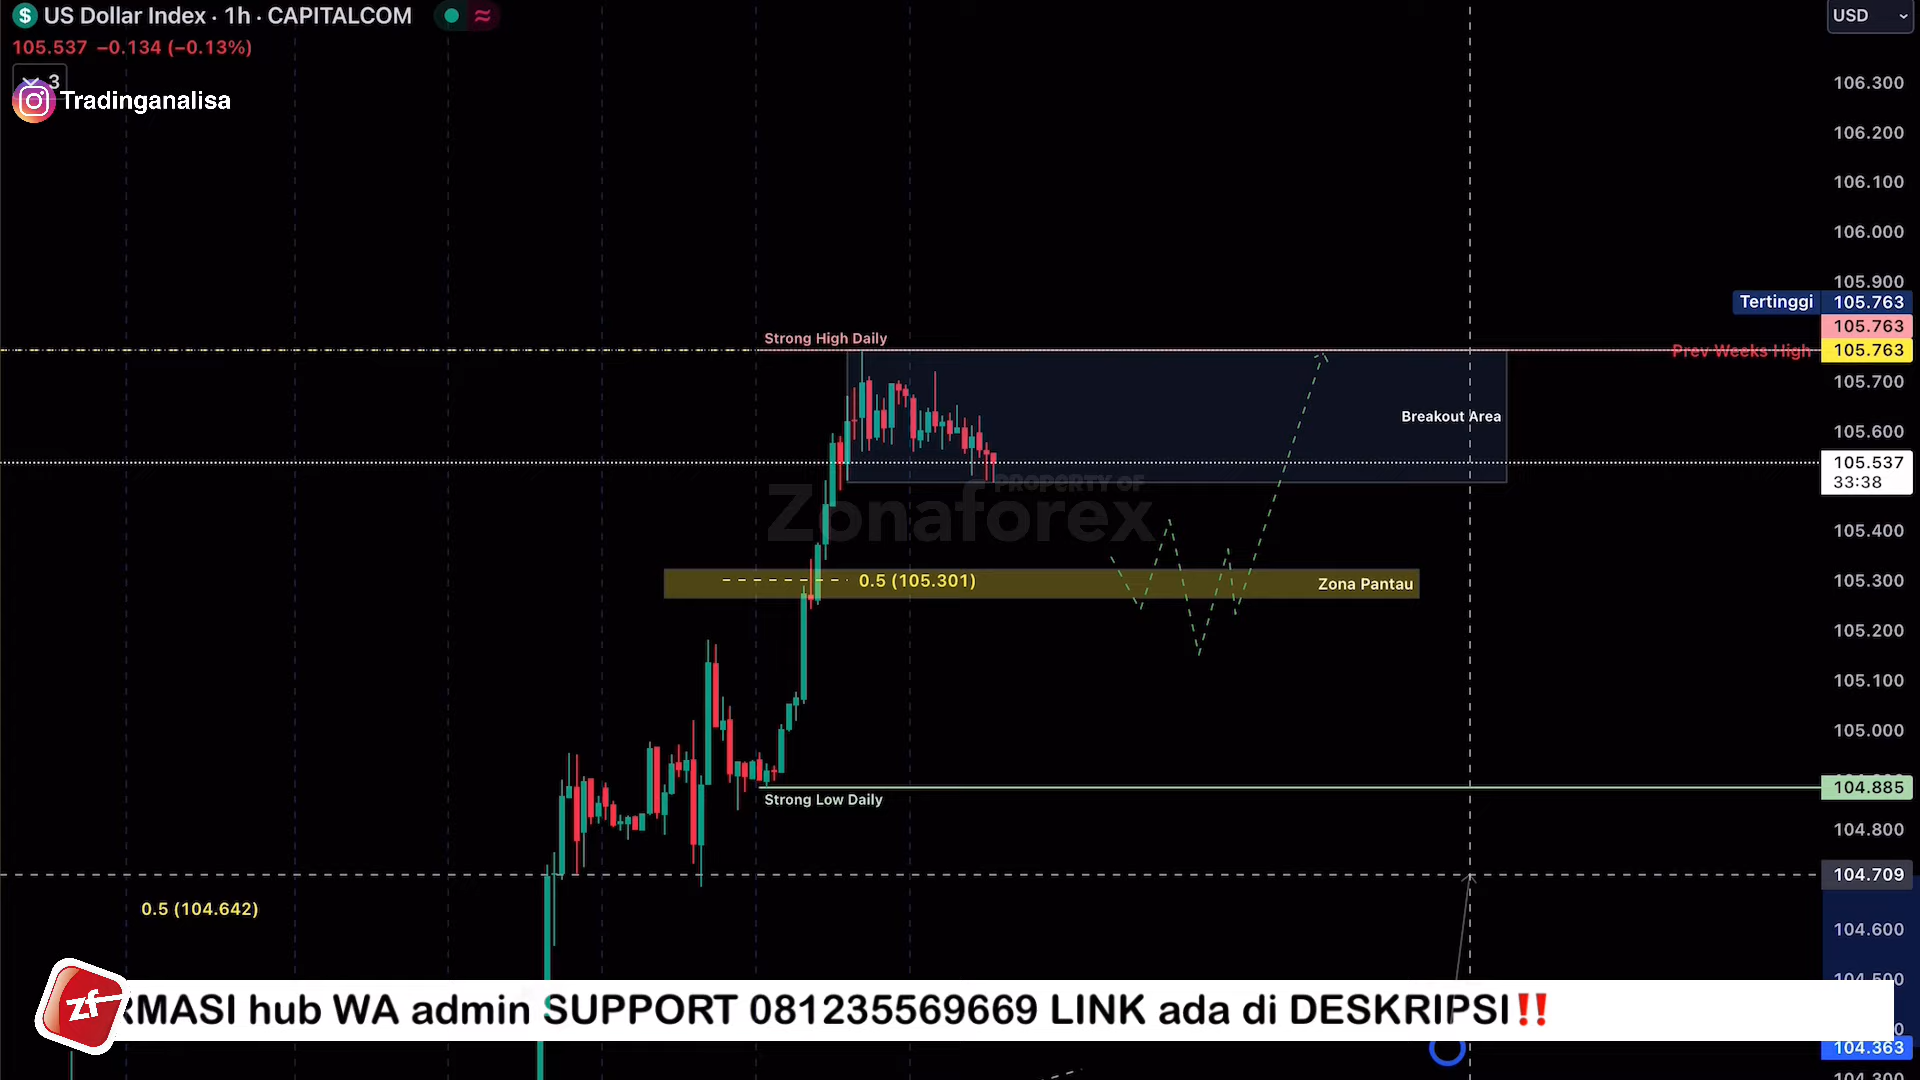 US Dollar Index · 1h · CAPITALCOM
USD
105.537 −0.134 (−0.13%)
3
Tradinganalisa
106.300
106.200
106.100
106.000
105.900
Tertinggi 105.763
105.763
Strong High Daily
Prev Weeks High 105.763
105.700
Breakout Area
105.600
105.537
33:38
PROPERTY OF
Zonaforex
105.400
0.5 (105.301)
Zona Pantau
105.300
105.200
105.100
105.000
104.885
Strong Low Daily
104.800
104.709
0.5 (104.642)
104.600
104.500
zf
RMASI hub WA admin SUPPORT 081235569669 LINK ada di DESKRIPSI‼️
104.363
104.300